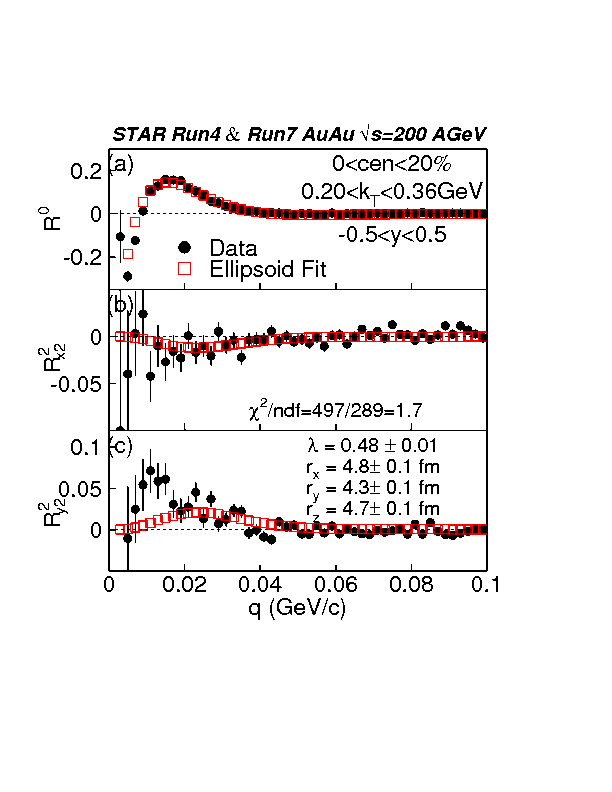 STAR Run4 & Run7 AuAu √s=200 AGeV
(a)
0<cen<20%
0.20<k_T<0.36GeV
-0.5<y<0.5
Data
Ellipsoid Fit
0.2
0
-0.2
R^0
(b)
0
-0.05
R^2_x2
χ^2/ndf=497/289=1.7
(c)
λ = 0.48 ± 0.01
r_x = 4.8± 0.1 fm
r_y = 4.3± 0.1 fm
r_z = 4.7± 0.1 fm
0.1
0.05
0
R^2_y2
0 0.02 0.04 0.06 0.08 0.1
q (GeV/c)